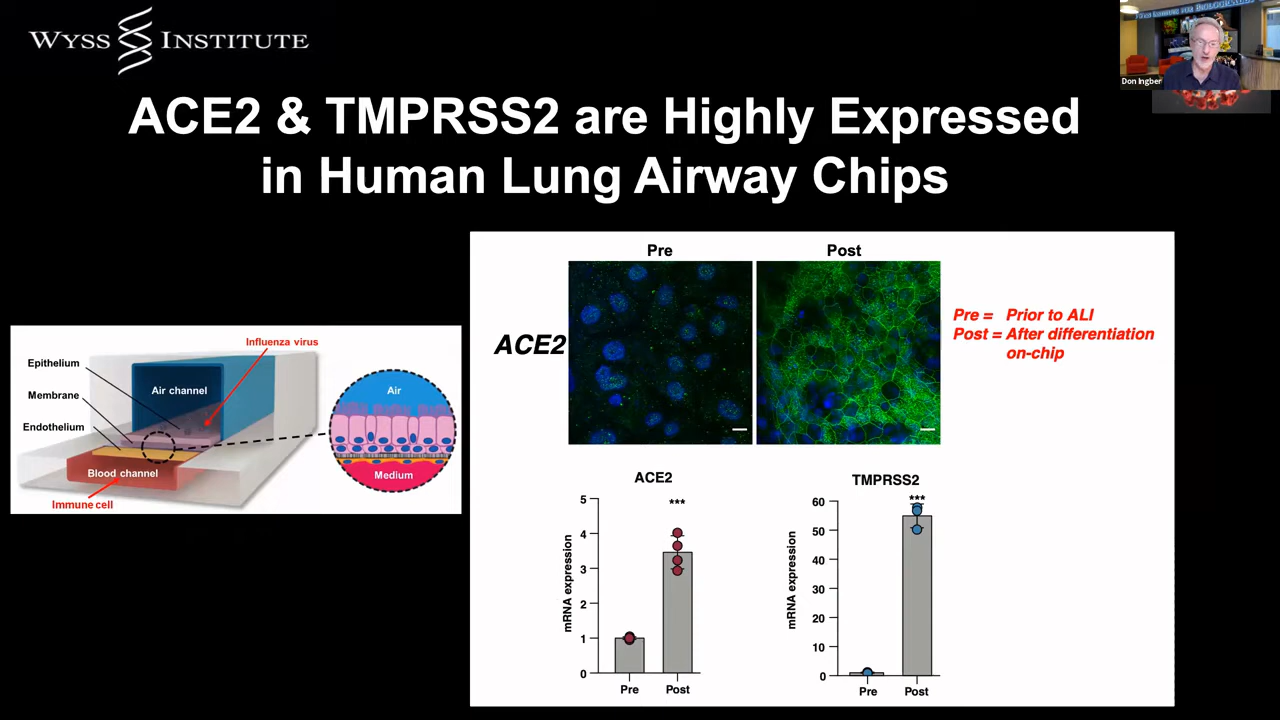 WYSS INSTITUTE
Don Ingber
ACE2 & TMPRSS2 are Highly Expressed
in Human Lung Airway Chips
Influenza virus
Epithelium
Air channel
Membrane
Endothelium
Blood channel
Immune cell
Air
Medium
Pre
Post
ACE2
Pre = Prior to ALI
Post = After differentiation
on-chip
ACE2
mRNA expression
5
4
3
2
1
0
***
Pre
Post
TMPRSS2
mRNA expression
60
50
40
30
20
10
0
***
Pre
Post